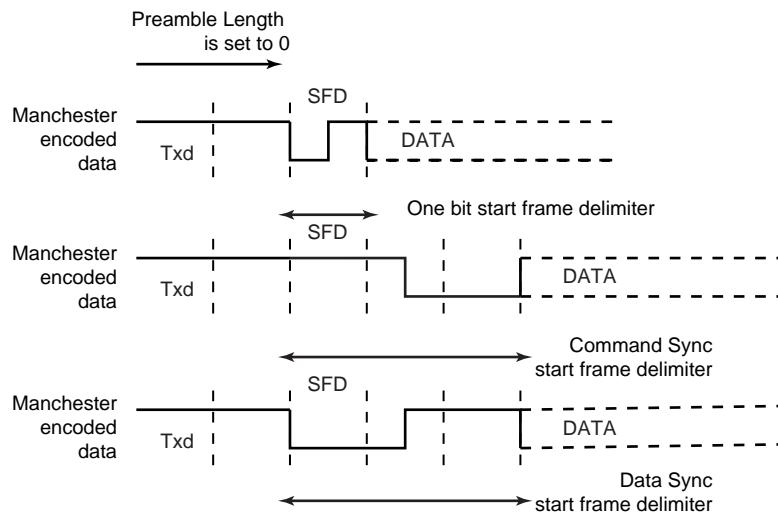 Preamble Length
is set to 0
SFD
Manchester
encoded
data
Txd
DATA
One bit start frame delimiter
SFD
Manchester
encoded
data
Txd
DATA
Command Sync
start frame delimiter
SFD
Manchester
encoded
data
Txd
DATA
Data Sync
start frame delimiter